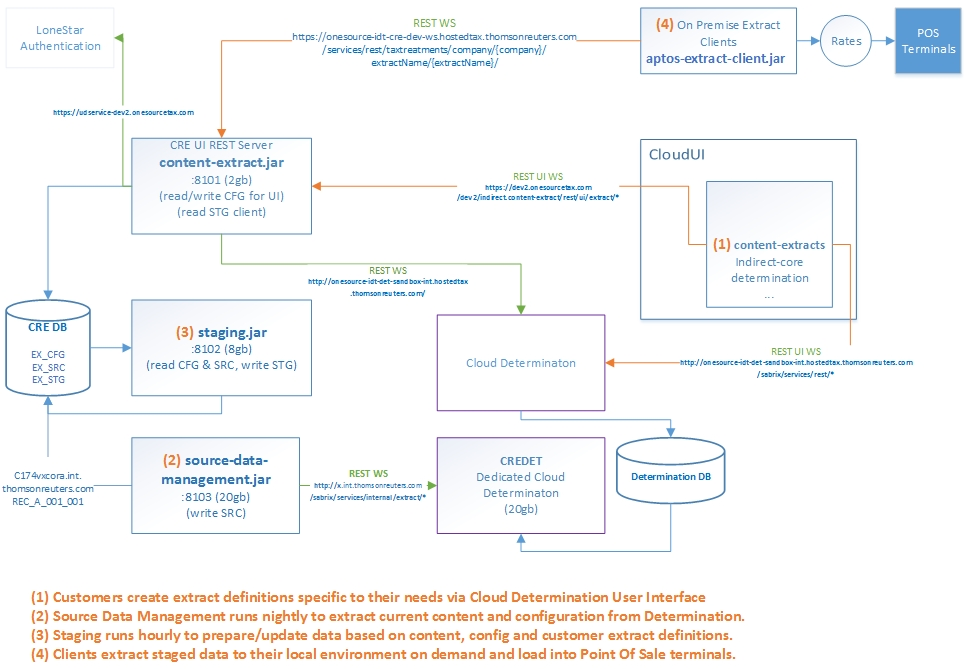 LoneStar
Authentication
REST WS
https://onesource-idt-cre-dev-ws.hostedtax.thomsonreuters.com
/services/rest/taxtreatments/company/{company}/
extractName/{extractName}/
(4) On Premise Extract
Clients
aptos-extract-client.jar
Rates
POS
Terminals
https://udservice-dev2.onesourcetax.com
CRE UI REST Server
content-extract.jar
:8101 (2gb)
(read/write CFG for UI)
(read STG client)
REST UI WS
https://dev2.onesourcetax.com
/dev2/indirect.content-extract/rest/ui/extract/*
CloudUI
(1) content-extracts
Indirect-core
determination
...
REST WS
http://onesource-idt-det-sandbox-int.hostedtax
.thomsonreuters.com/
CRE DB
EX_CFG
EX_SRC
EX_STG
(3) staging.jar
:8102 (8gb)
(read CFG & SRC, write STG)
Cloud Determinaton
REST UI WS
http://onesource-idt-det-sandbox-int.hostedtax.thomsonreuters.com
/sabrix/services/rest/*
C174vxcora.int.
thomsonreuters.com
REC_A_001_001
(2) source-data-
management.jar
:8103 (20gb)
(write SRC)
REST WS
http://x.int.thomsonreuters.com
/sabrix/services/internal/extract/*
CREDET
Dedicated Cloud
Determinaton
(20gb)
Determination DB
(1) Customers create extract definitions specific to their needs via Cloud Determination User Interface
(2) Source Data Management runs nightly to extract current content and configuration from Determination.
(3) Staging runs hourly to prepare/update data based on content, config and customer extract definitions.
(4) Clients extract staged data to their local environment on demand and load into Point Of Sale terminals.